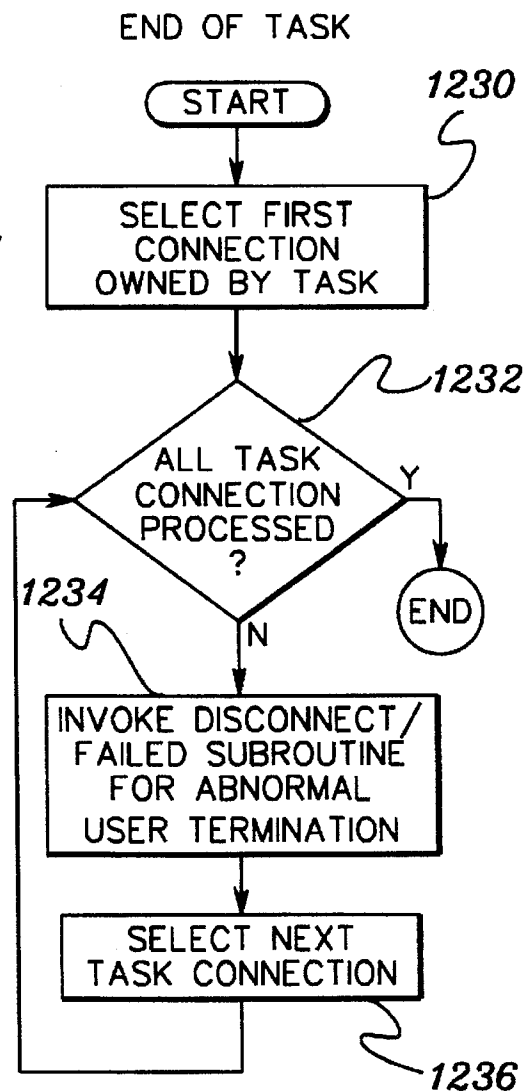 END OF TASK
START
1230
SELECT FIRST
CONNECTION
OWNED BY TASK
1232
ALL TASK
CONNECTION
PROCESSED
?
Y
END
1234
N
INVOKE DISCONNECT/
FAILED SUBROUTINE
FOR ABNORMAL
USER TERMINATION
SELECT NEXT
TASK CONNECTION
1236